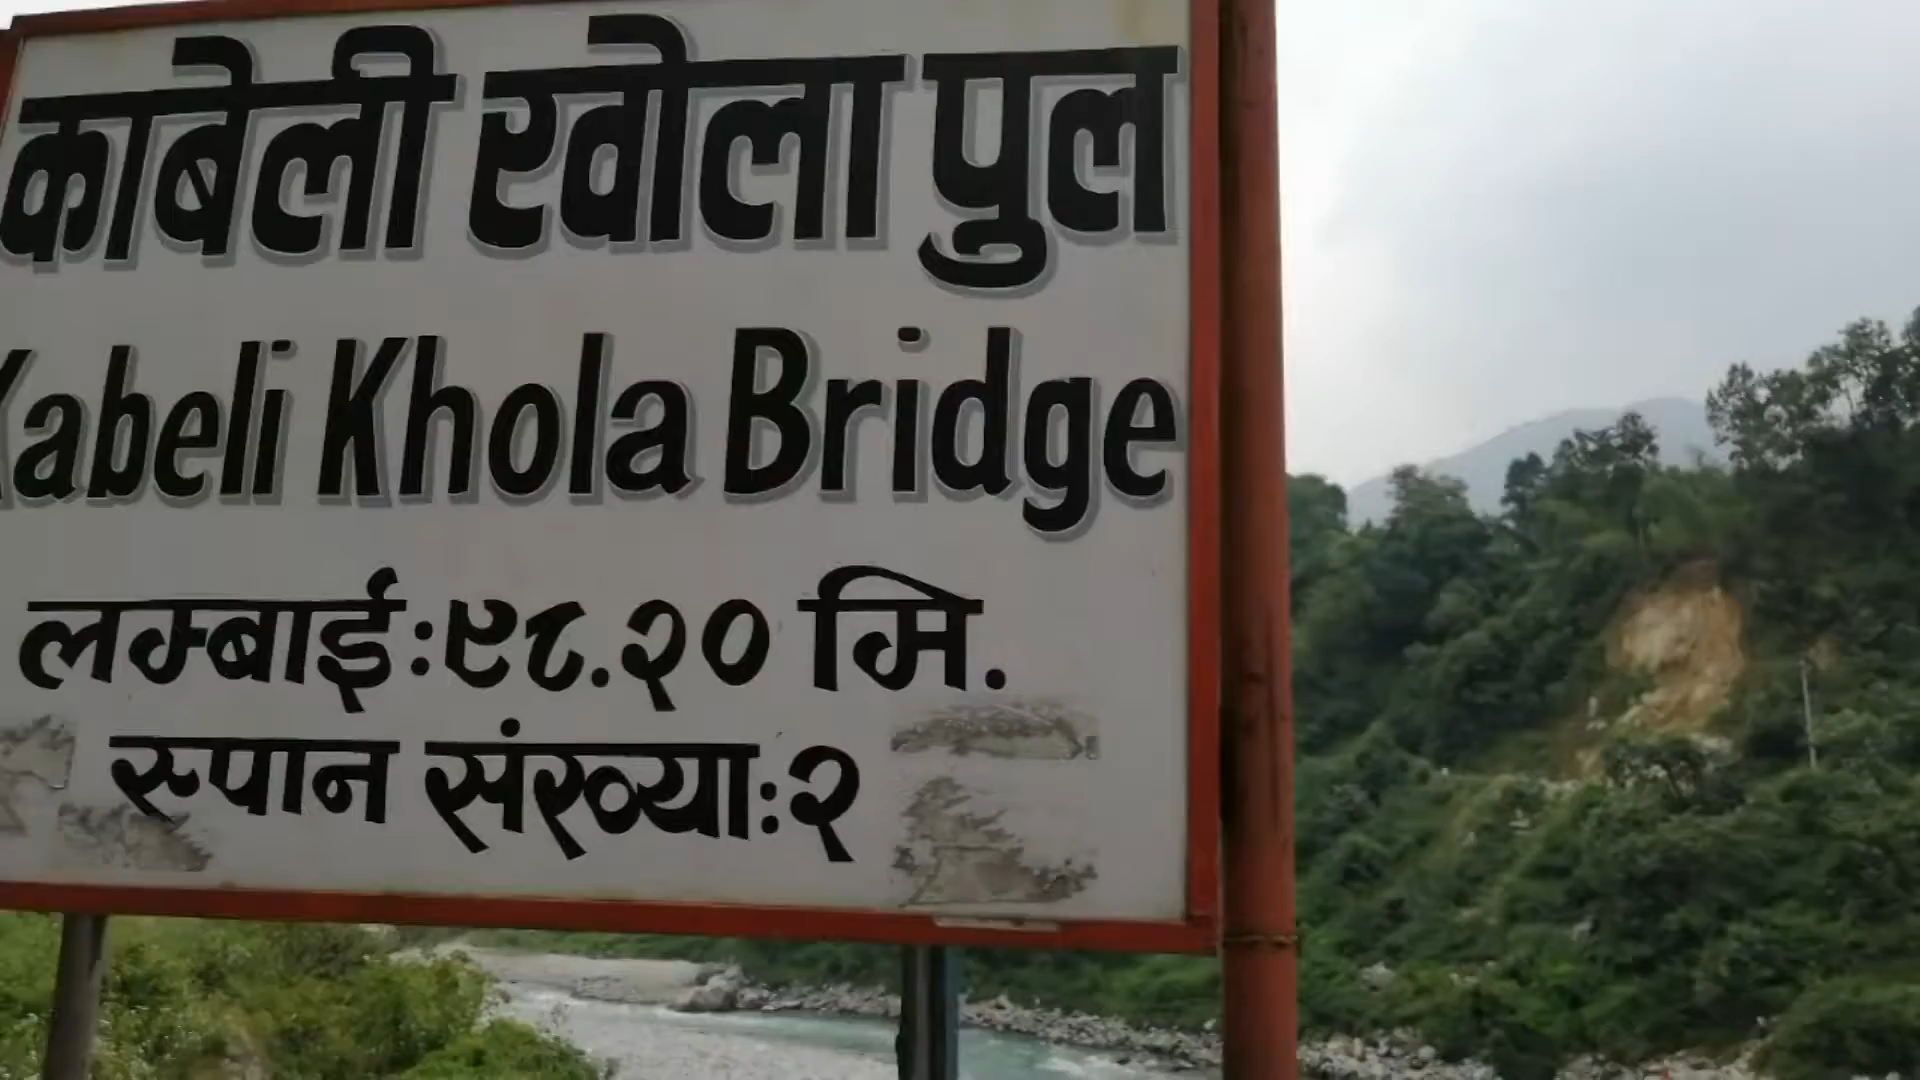 काबेली खोला पुल
Kabeli Khola Bridge
लम्बाई:९८.२० मि.
स्पान संख्या:२